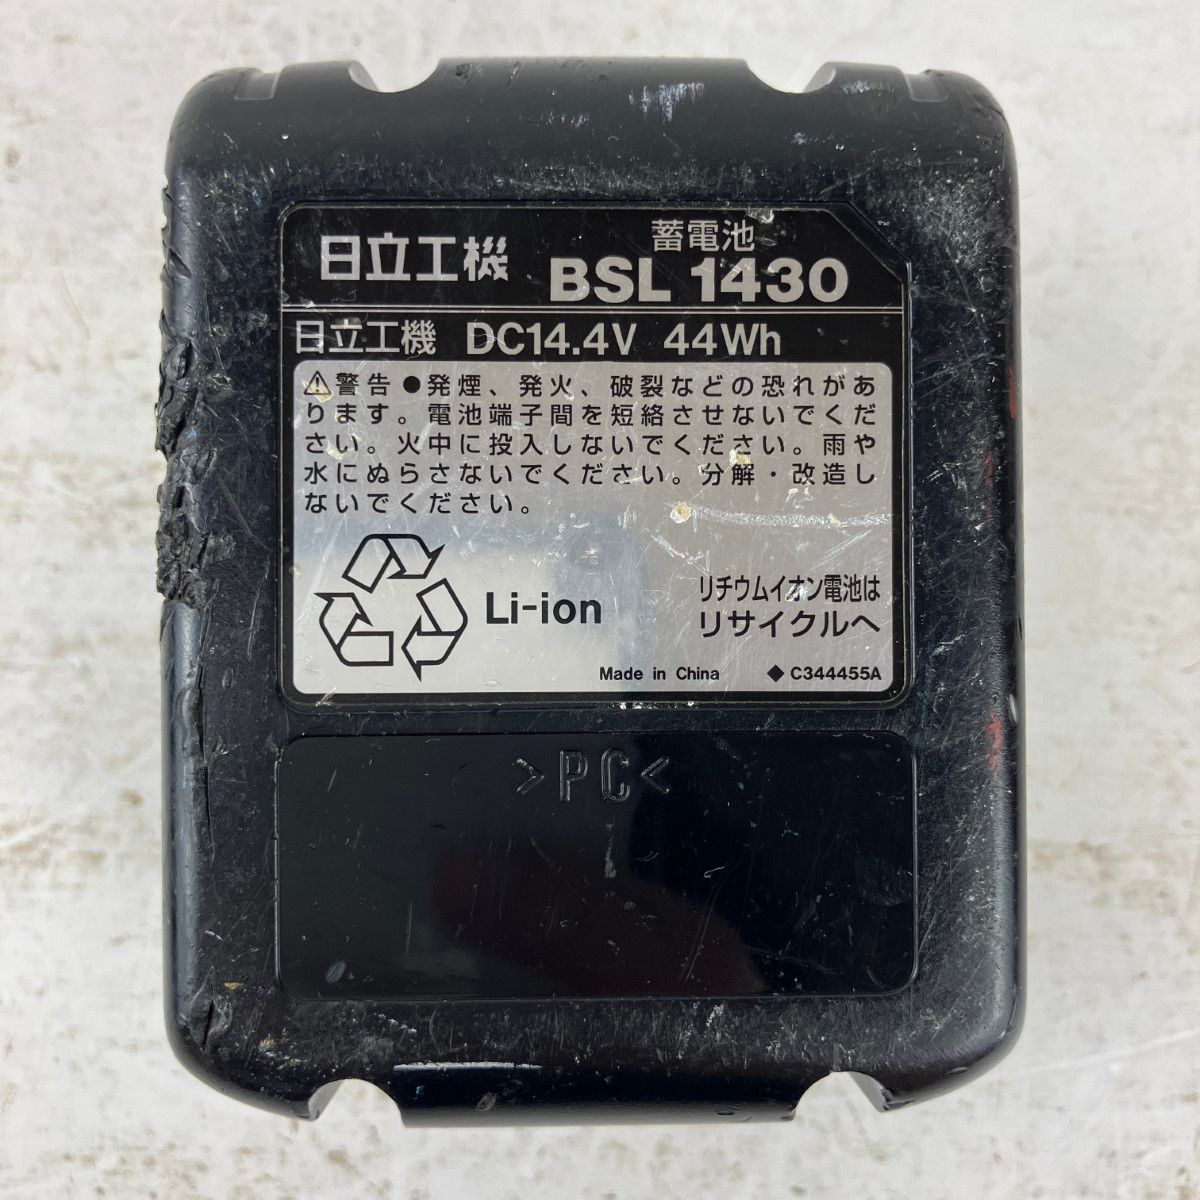 蓄電池
日立工機 BSL 1430
日立工機 DC14.4V 44Wh
⚠警告 ●発煙、発火、破裂などの恐れがあ
ります。電池端子間を短絡させないでくだ
さい。火中に投入しないでください。雨や
水にぬらさないでください。分解・改造し
ないでください。
Li-ion
リチウムイオン電池は
リサイクルへ
Made in China ◆ C344455A
>PC<